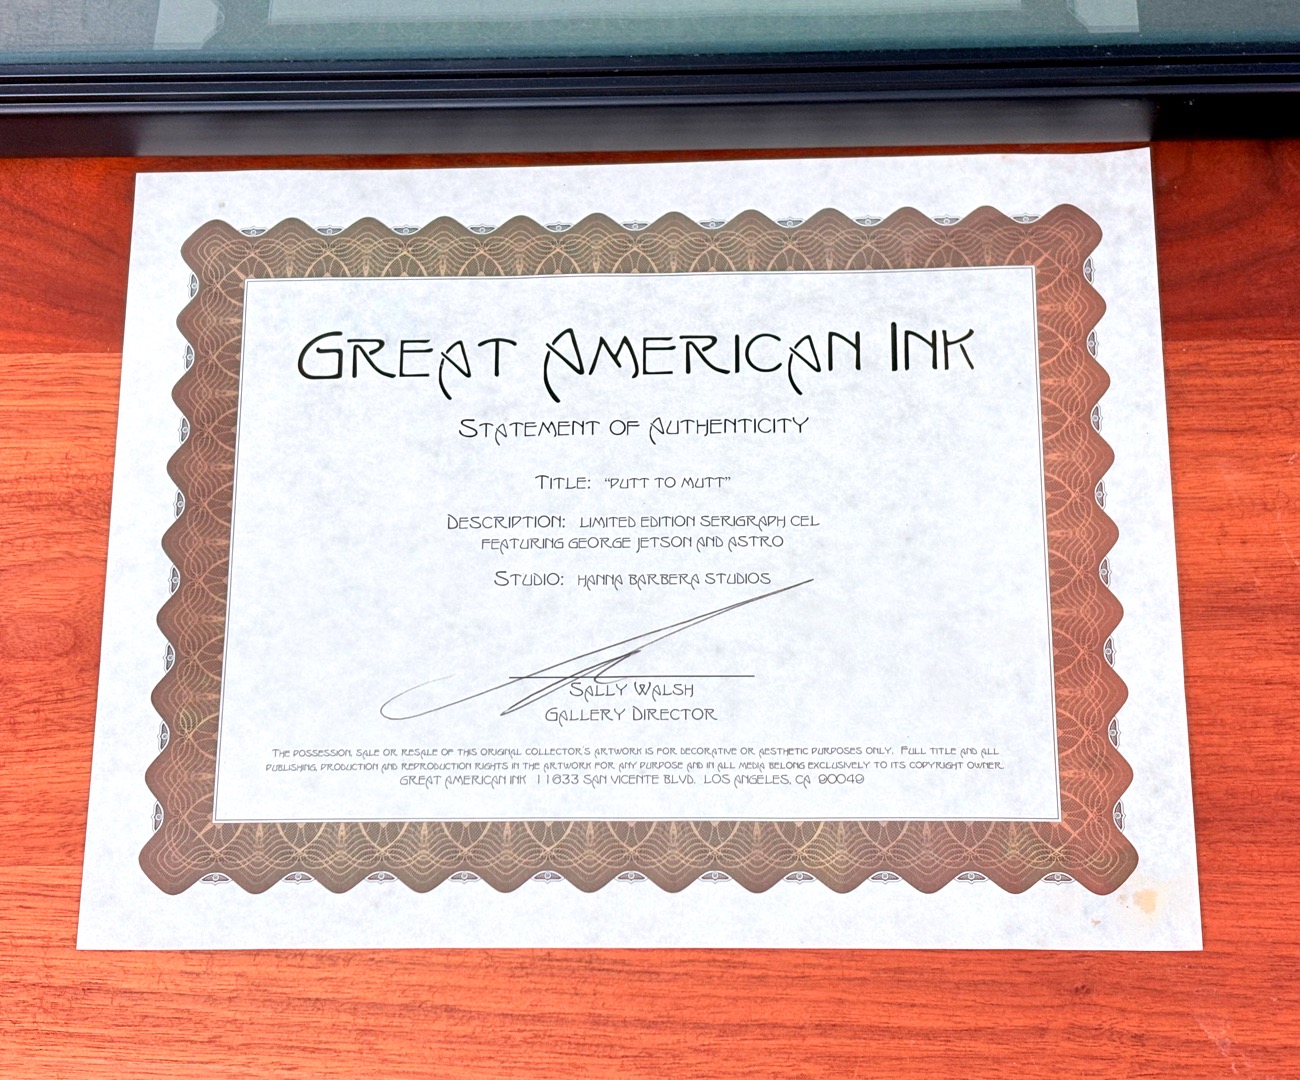 GREAT AMERICAN INK
STATEMENT OF AUTHENTICITY
TITLE: "PUTT TO MUTT"
DESCRIPTION: LIMITED EDITION SERIGRAPH CEL
FEATURING GEORGE JETSON AND ASTRO
STUDIO: HANNA BARBERA STUDIOS
SALLY WALSH
GALLERY DIRECTOR
THE POSSESSION, SALE OR RESALE OF THIS ORIGINAL COLLECTOR'S ARTWORK IS FOR DECORATIVE OR AESTHETIC PURPOSES ONLY. FULL TITLE AND ALL
PUBLISHING, PRODUCTION AND REPRODUCTION RIGHTS IN THE ARTWORK FOR ANY PURPOSE AND IN ALL MEDIA BELONG EXCLUSIVELY TO ITS COPYRIGHT OWNER.
GREAT AMERICAN INK 11633 SAN VICENTE BLVD. LOS ANGELES, CA 90049